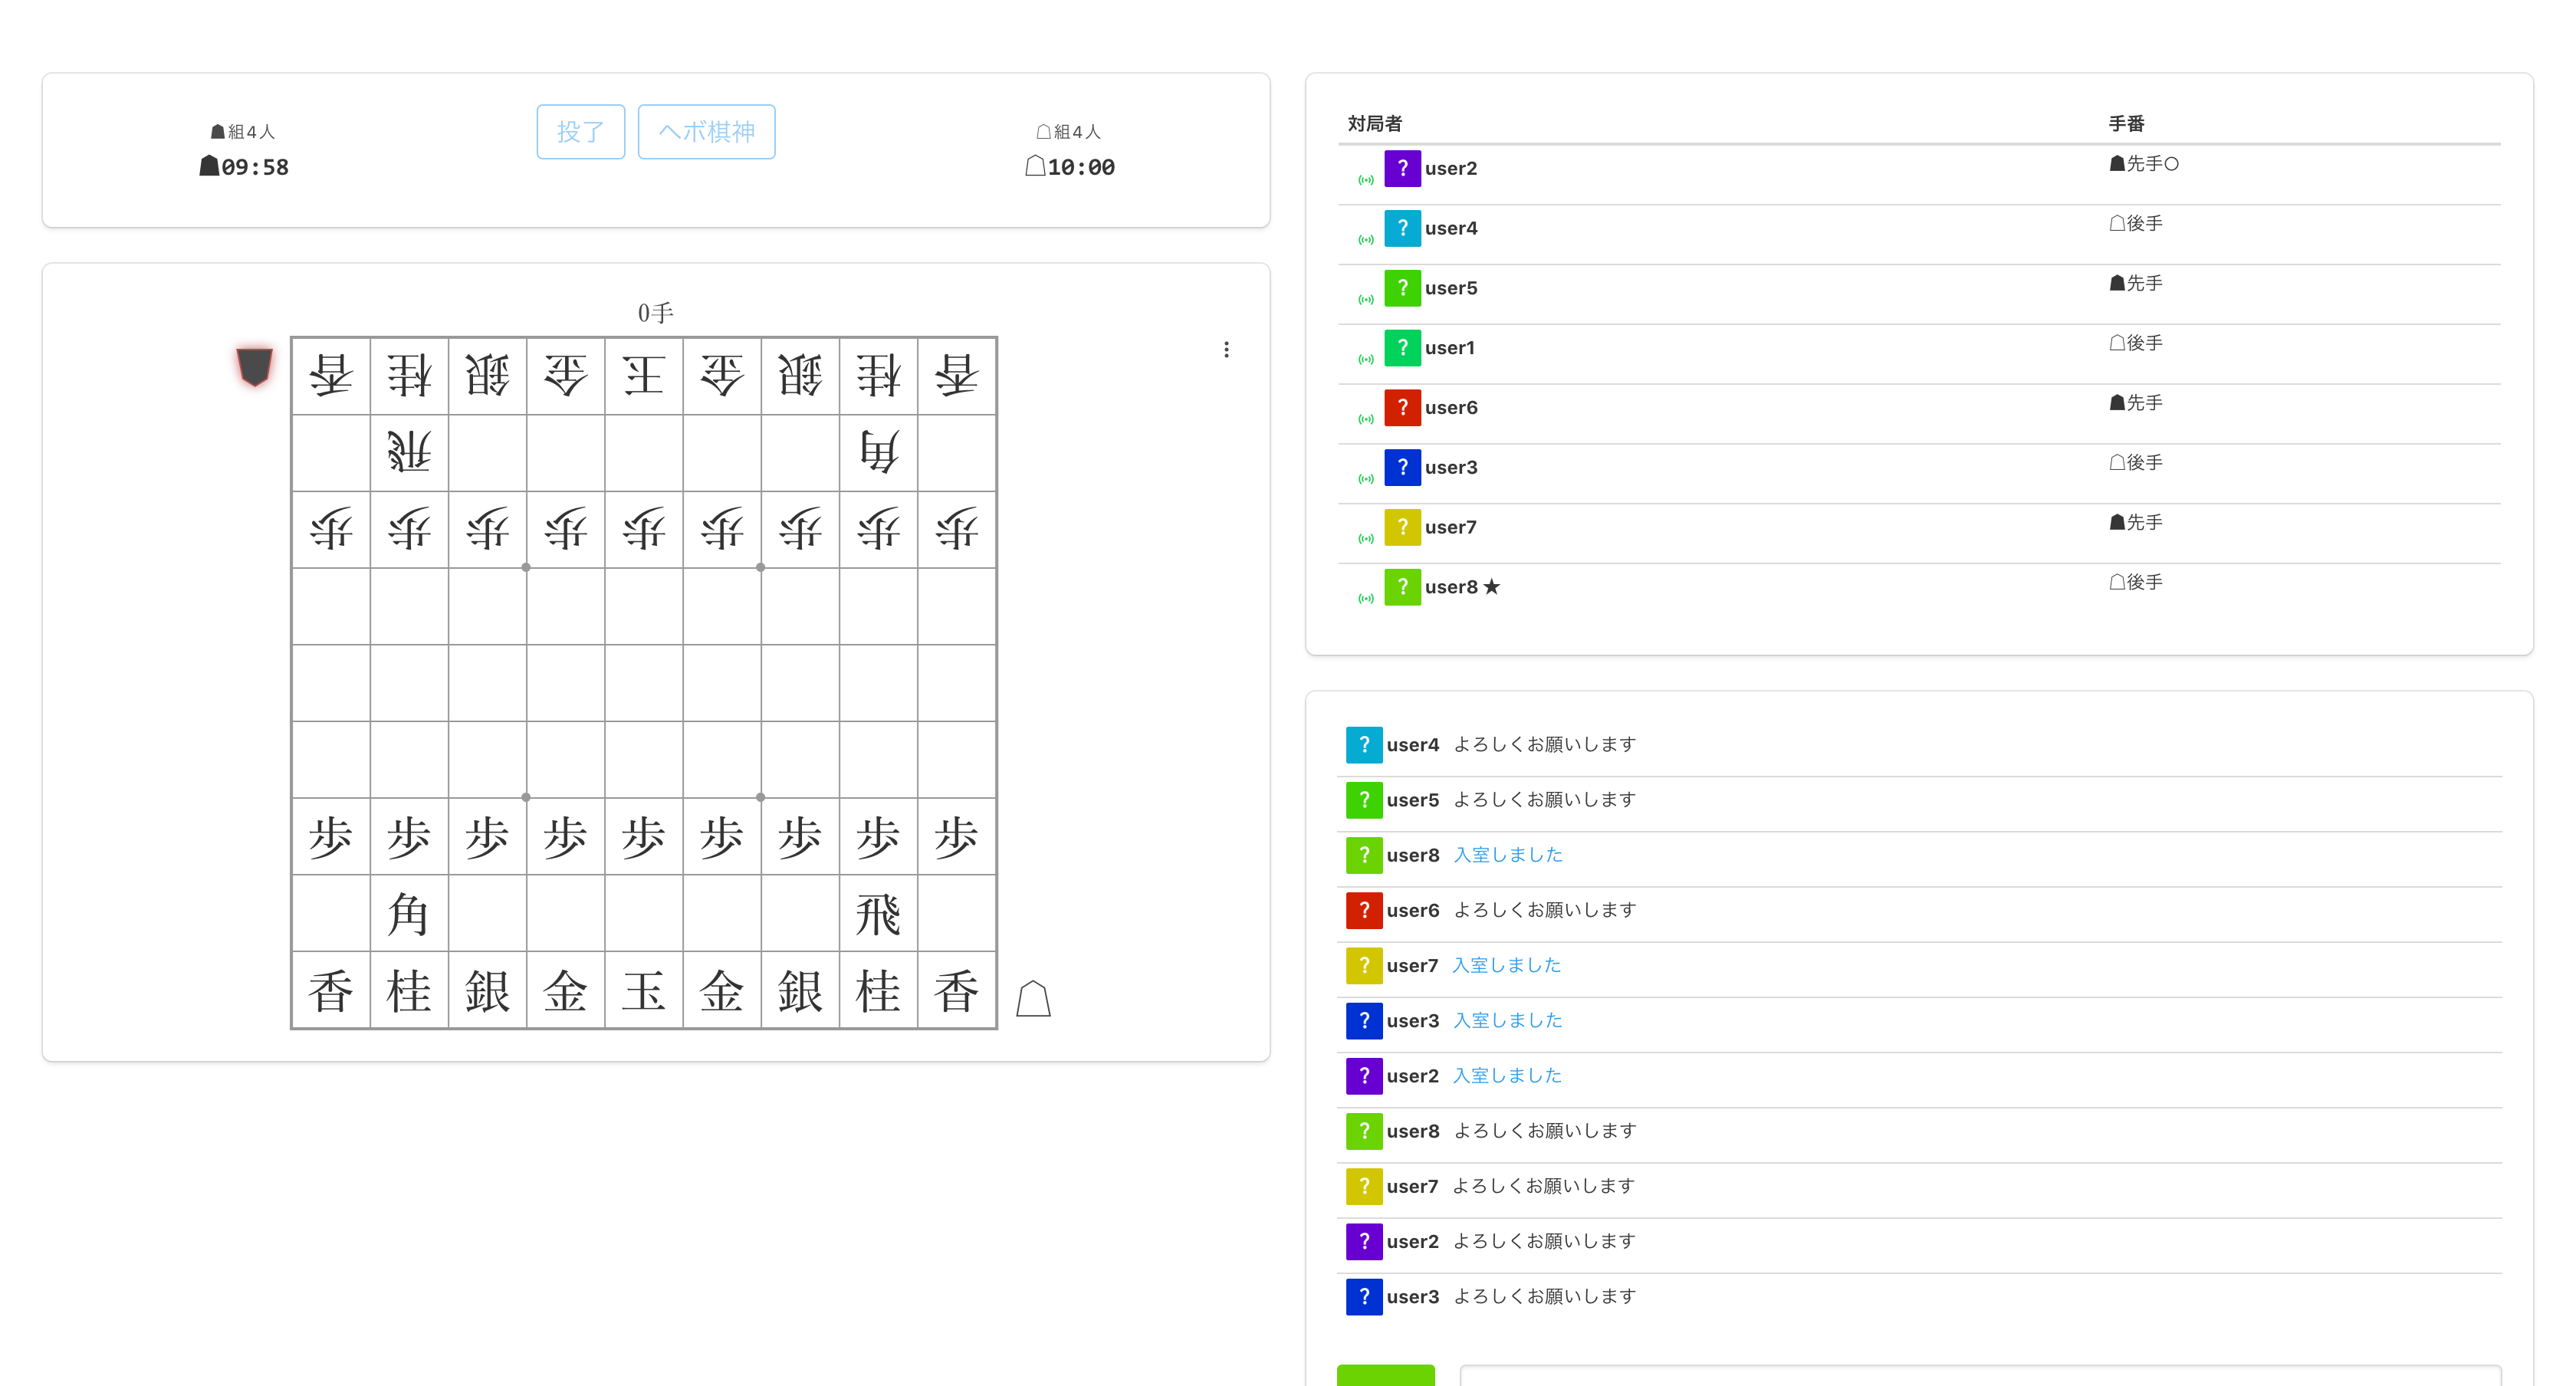 ☗組4人
☗09:58
投了
ヘボ棋神
☖組4人
☖10:00
0手
香桂銀金王金銀桂香
飛角
歩歩歩歩歩歩歩歩歩
歩歩歩歩歩歩歩歩歩
角飛
香桂銀金玉金銀桂香
対局者 手番
? user2 ☗先手○
? user4 ☖後手
? user5 ☗先手
? user1 ☖後手
? user6 ☗先手
? user3 ☖後手
? user7 ☗先手
? user8★ ☖後手
? user4 よろしくお願いします
? user5 よろしくお願いします
? user8 入室しました
? user6 よろしくお願いします
? user7 入室しました
? user3 入室しました
? user2 入室しました
? user8 よろしくお願いします
? user7 よろしくお願いします
? user2 よろしくお願いします
? user3 よろしくお願いします